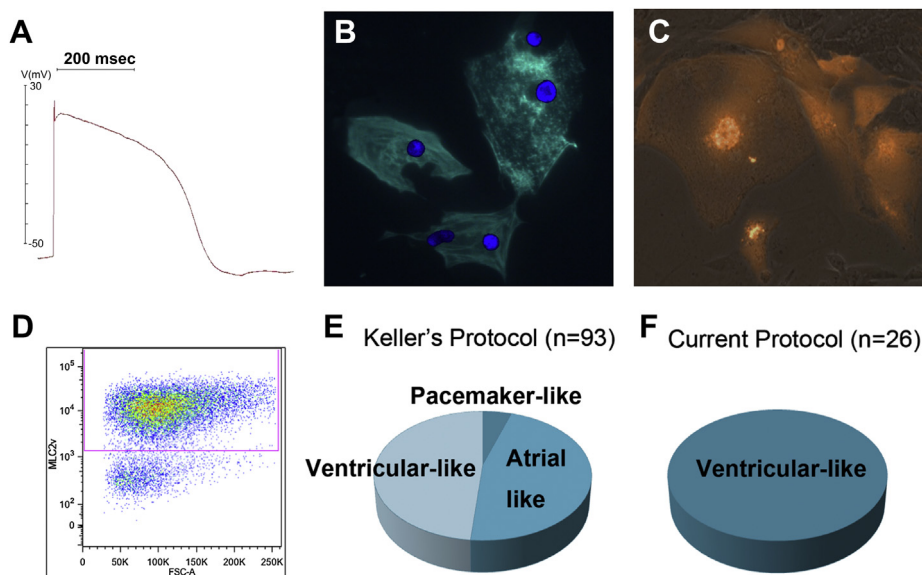 A
200 msec
V(mV)
30
-50
B
C
D
10^5
10^4
10^3
10^2
0
MLC2v
0 50K 100K 150K 200K 250K
FSC-A
E Keller's Protocol (n=93)
Pacemaker-like
Ventricular-like
Atrial
like
F Current Protocol (n=26)
Ventricular-like